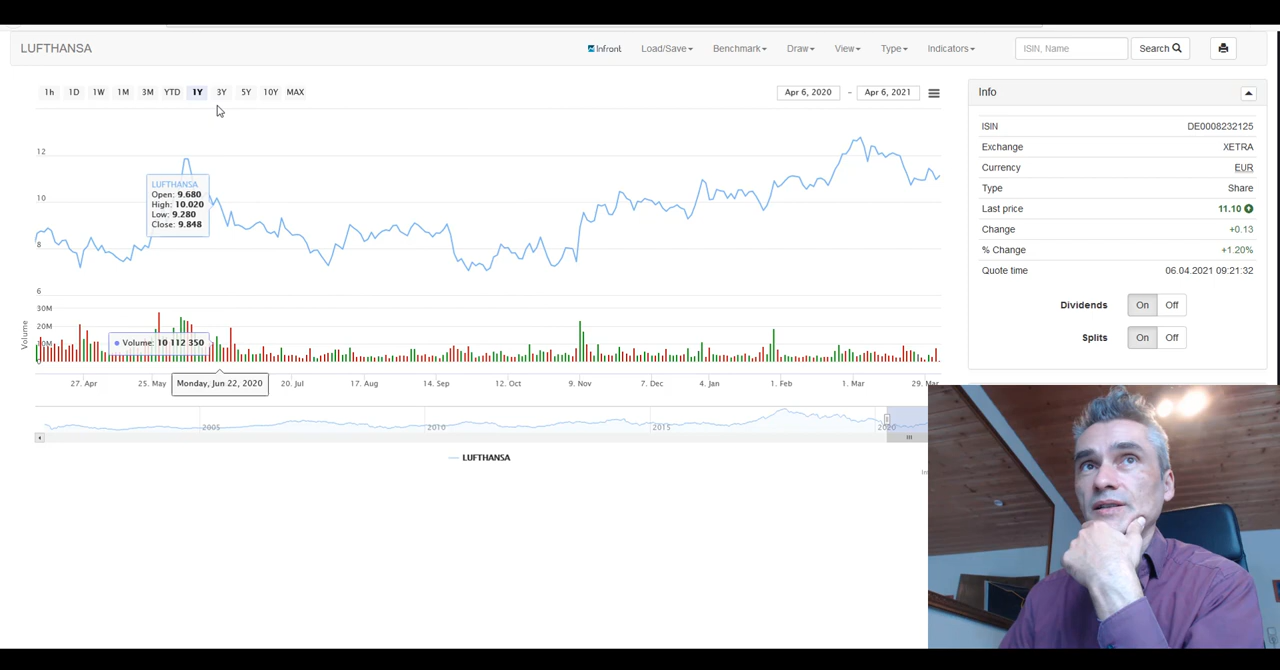 LUFTHANSA
Infront Load/Save Benchmark Draw View Type Indicators ISIN, Name Search
1h 1D 1W 1M 3M YTD 1Y 3Y 5Y 10Y MAX
Apr 6, 2020 - Apr 6, 2021
12
10
8
6
LUFTHANSA
Open: 9.680
High: 10.020
Low: 9.280
Close: 9.848
Volume
30M
20M
Volume: 10 112 350
27. Apr 25. May 20. Jul 17. Aug 14. Sep 12. Oct 9. Nov 7. Dec 4. Jan 1. Feb 1. Mar 29. Mar
Monday, Jun 22, 2020
2005 2010 2015 2020
LUFTHANSA
Info
ISIN DE0008232125
Exchange XETRA
Currency EUR
Type Share
Last price 11.10
Change +0.13
% Change +1.20%
Quote time 06.04.2021 09:21:32
Dividends On Off
Splits On Off